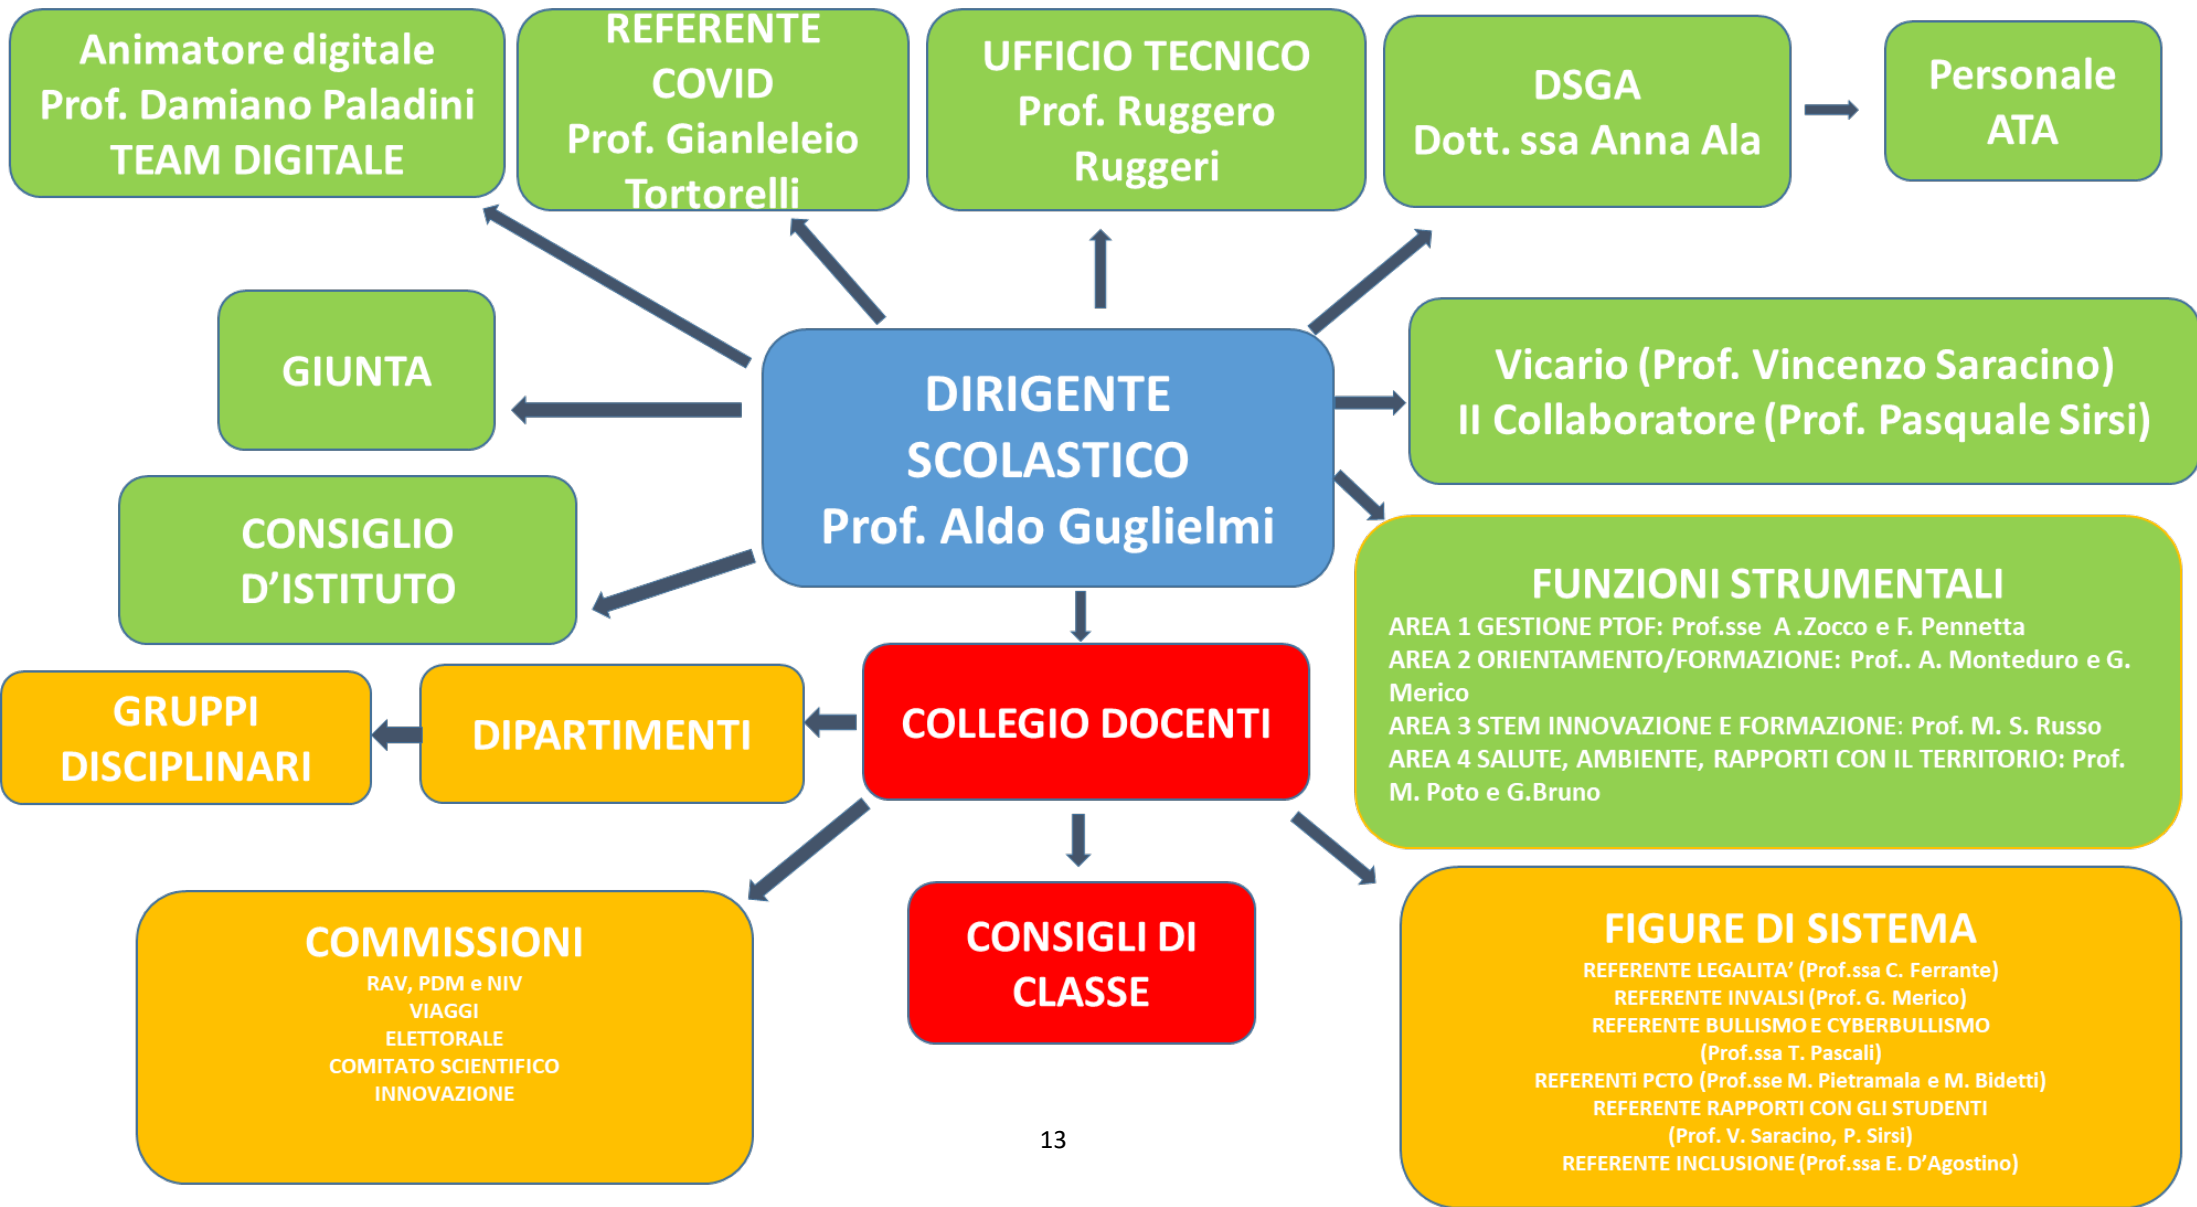 Animatore digitale
Prof. Damiano Paladini
TEAM DIGITALE
REFERENTE
COVID
Prof. Gianleleio
Tortorelli
UFFICIO TECNICO
Prof. Ruggero
Ruggeri
DSGA
Dott. ssa Anna Ala
Personale
ATA
GIUNTA
DIRIGENTE
SCOLASTICO
Prof. Aldo Guglielmi
Vicario (Prof. Vincenzo Saracino)
II Collaboratore (Prof. Pasquale Sirsi)
CONSIGLIO
D’ISTITUTO
FUNZIONI STRUMENTALI
AREA 1 GESTIONE PTOF: Prof.sse A .Zocco e F. Pennetta
AREA 2 ORIENTAMENTO/FORMAZIONE: Prof.. A. Monteduro e G.
Merico
AREA 3 STEM INNOVAZIONE E FORMAZIONE: Prof. M. S. Russo
AREA 4 SALUTE, AMBIENTE, RAPPORTI CON IL TERRITORIO: Prof.
M. Poto e G.Bruno
GRUPPI
DISCIPLINARI
DIPARTIMENTI
COLLEGIO DOCENTI
COMMISSIONI
RAV, PDM e NIV
VIAGGI
ELETTORALE
COMITATO SCIENTIFICO
INNOVAZIONE
CONSIGLI DI
CLASSE
FIGURE DI SISTEMA
REFERENTE LEGALITA’ (Prof.ssa C. Ferrante)
REFERENTE INVALSI (Prof. G. Merico)
REFERENTE BULLISMO E CYBERBULLISMO
(Prof.ssa T. Pascali)
REFERENTi PCTO (Prof.sse M. Pietramala e M. Bidetti)
REFERENTE RAPPORTI CON GLI STUDENTI
(Prof. V. Saracino, P. Sirsi)
REFERENTE INCLUSIONE (Prof.ssa E. D’Agostino)
13